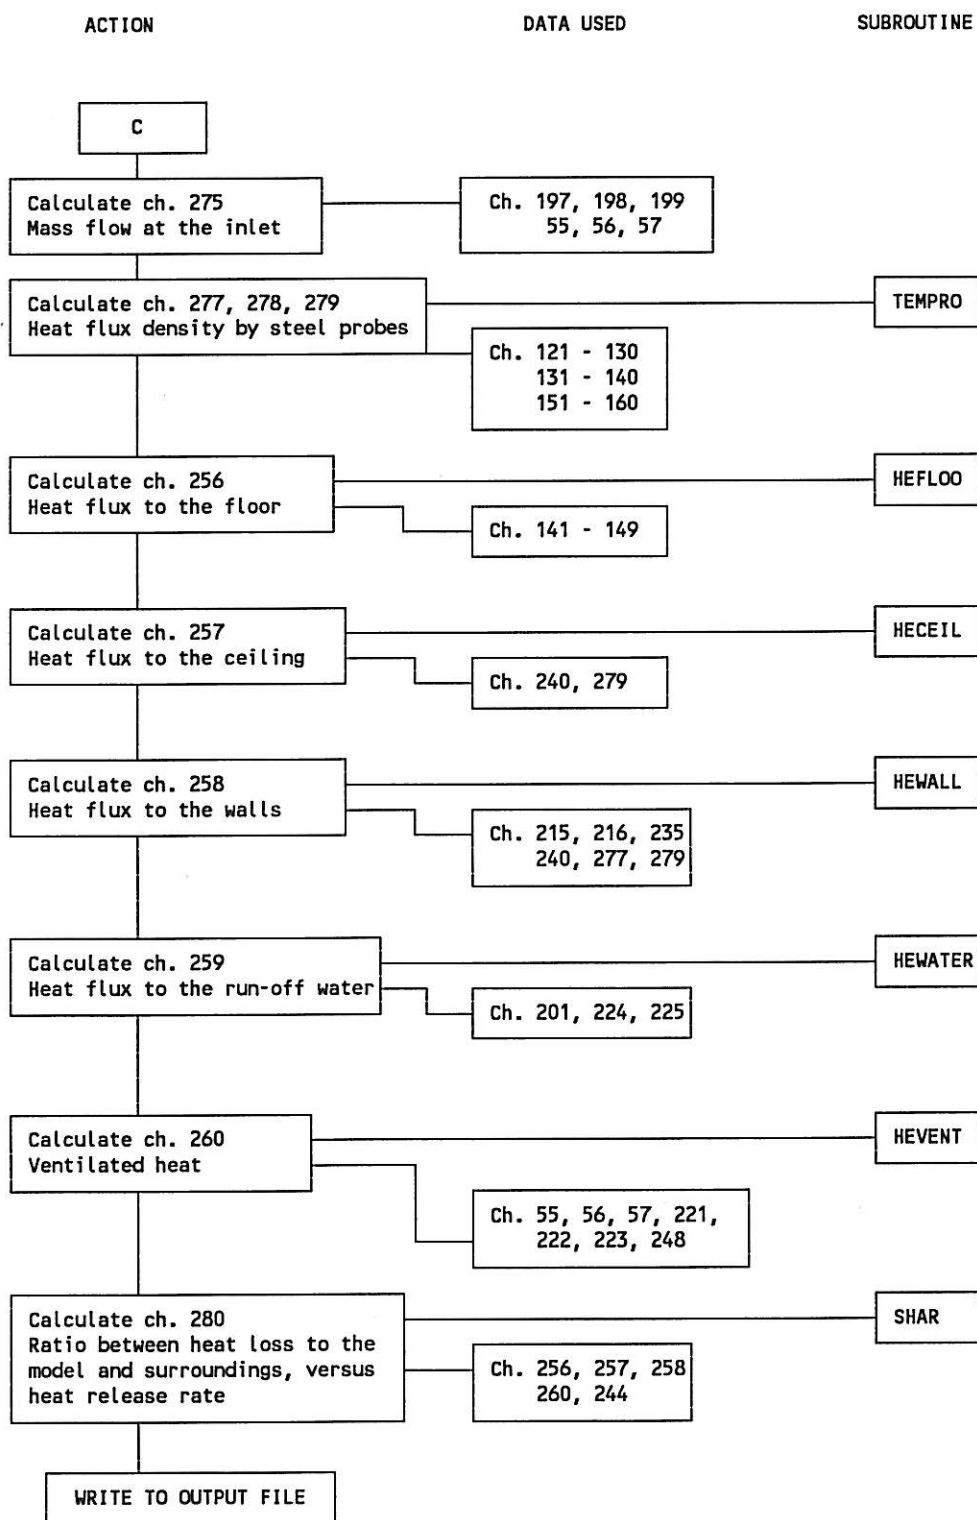 ACTION DATA USED SUBROUTINE
C
Calculate ch. 275
Mass flow at the inlet
Ch. 197, 198, 199
55, 56, 57
Calculate ch. 277, 278, 279
Heat flux density by steel probes
TEMPRO
Ch. 121 - 130
131 - 140
151 - 160
Calculate ch. 256
Heat flux to the floor
HEFLOO
Ch. 141 - 149
Calculate ch. 257
Heat flux to the ceiling
HECEIL
Ch. 240, 279
Calculate ch. 258
Heat flux to the walls
HEWALL
Ch. 215, 216, 235
240, 277, 279
Calculate ch. 259
Heat flux to the run-off water
HEWATER
Ch. 201, 224, 225
Calculate ch. 260
Ventilated heat
HEVENT
Ch. 55, 56, 57, 221,
222, 223, 248
Calculate ch. 280
Ratio between heat loss to the
model and surroundings, versus
heat release rate
SHAR
Ch. 256, 257, 258
260, 244
WRITE TO OUTPUT FILE